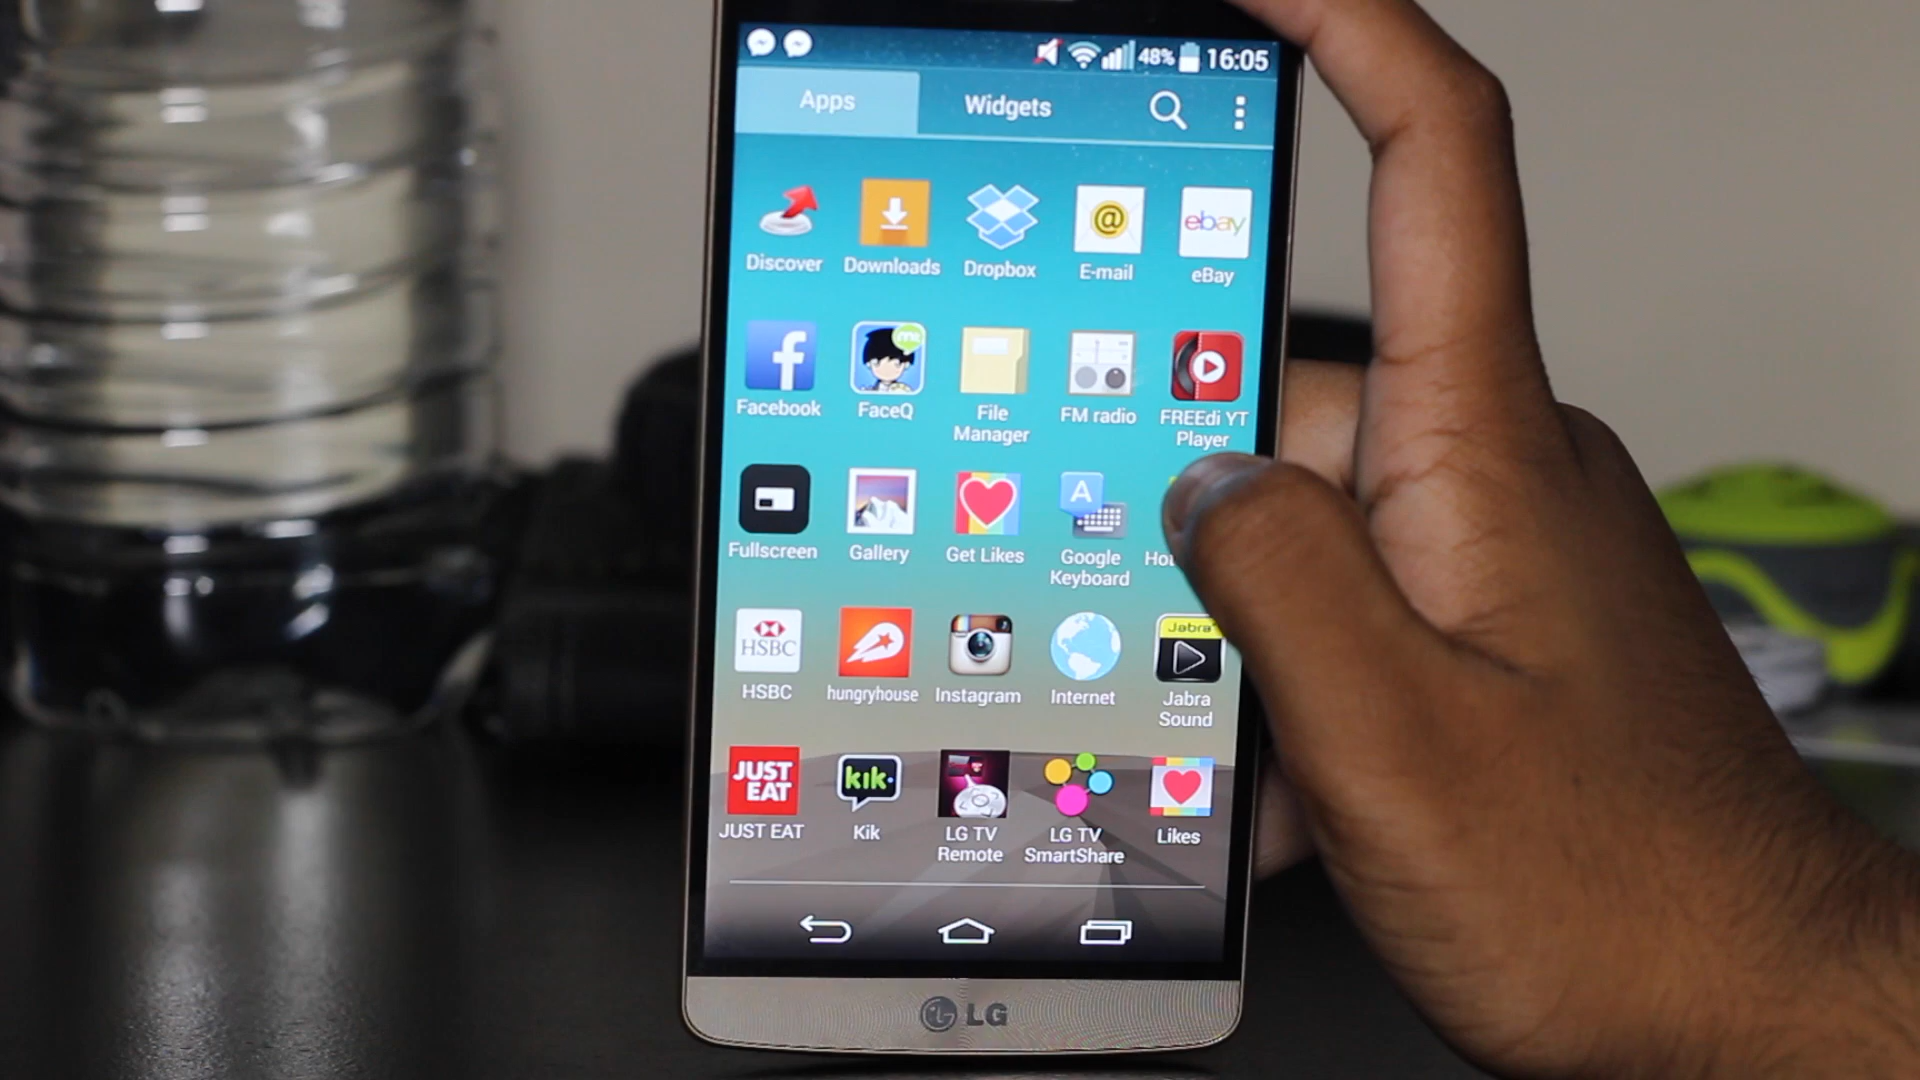 48% 16:05
Apps Widgets
@ ebay
Discover Downloads Dropbox E-mail eBay
f me
Facebook FaceQ File Manager FM radio FREEdi YT Player
A
Fullscreen Gallery Get Likes Google Keyboard
HSBC Jabra
HSBC hungryhouse Instagram Internet Jabra Sound
JUST EAT kik
JUST EAT Kik LG TV Remote LG TV SmartShare Likes
LG